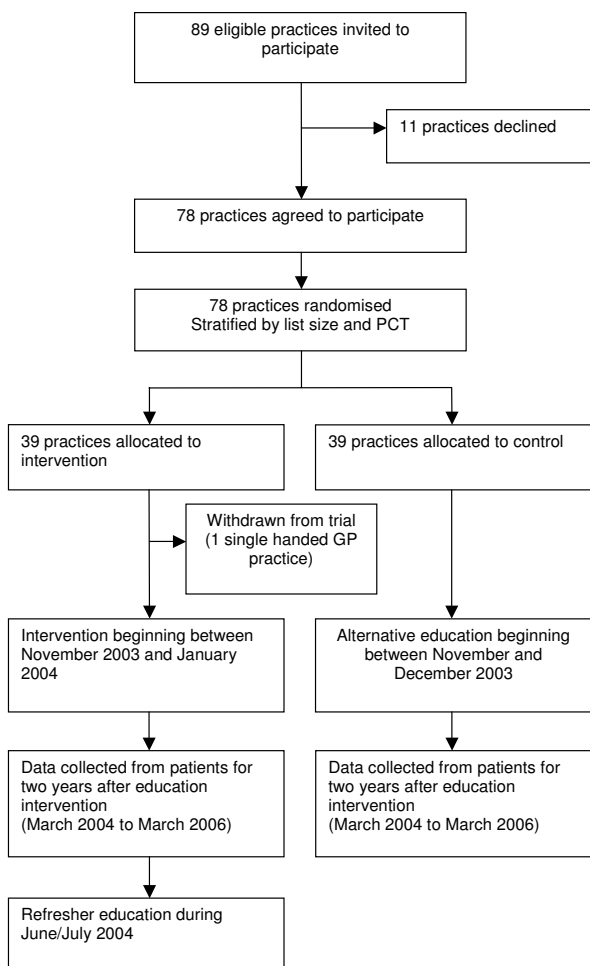 89 eligible practices invited to
participate
11 practices declined
78 practices agreed to participate
78 practices randomised
Stratified by list size and PCT
39 practices allocated to
intervention
39 practices allocated to control
Withdrawn from trial
(1 single handed GP
practice)
Intervention beginning between
November 2003 and January
2004
Alternative education beginning
between November and
December 2003
Data collected from patients for
two years after education
intervention
(March 2004 to March 2006)
Data collected from patients for
two years after education
intervention
(March 2004 to March 2006)
Refresher education during
June/July 2004